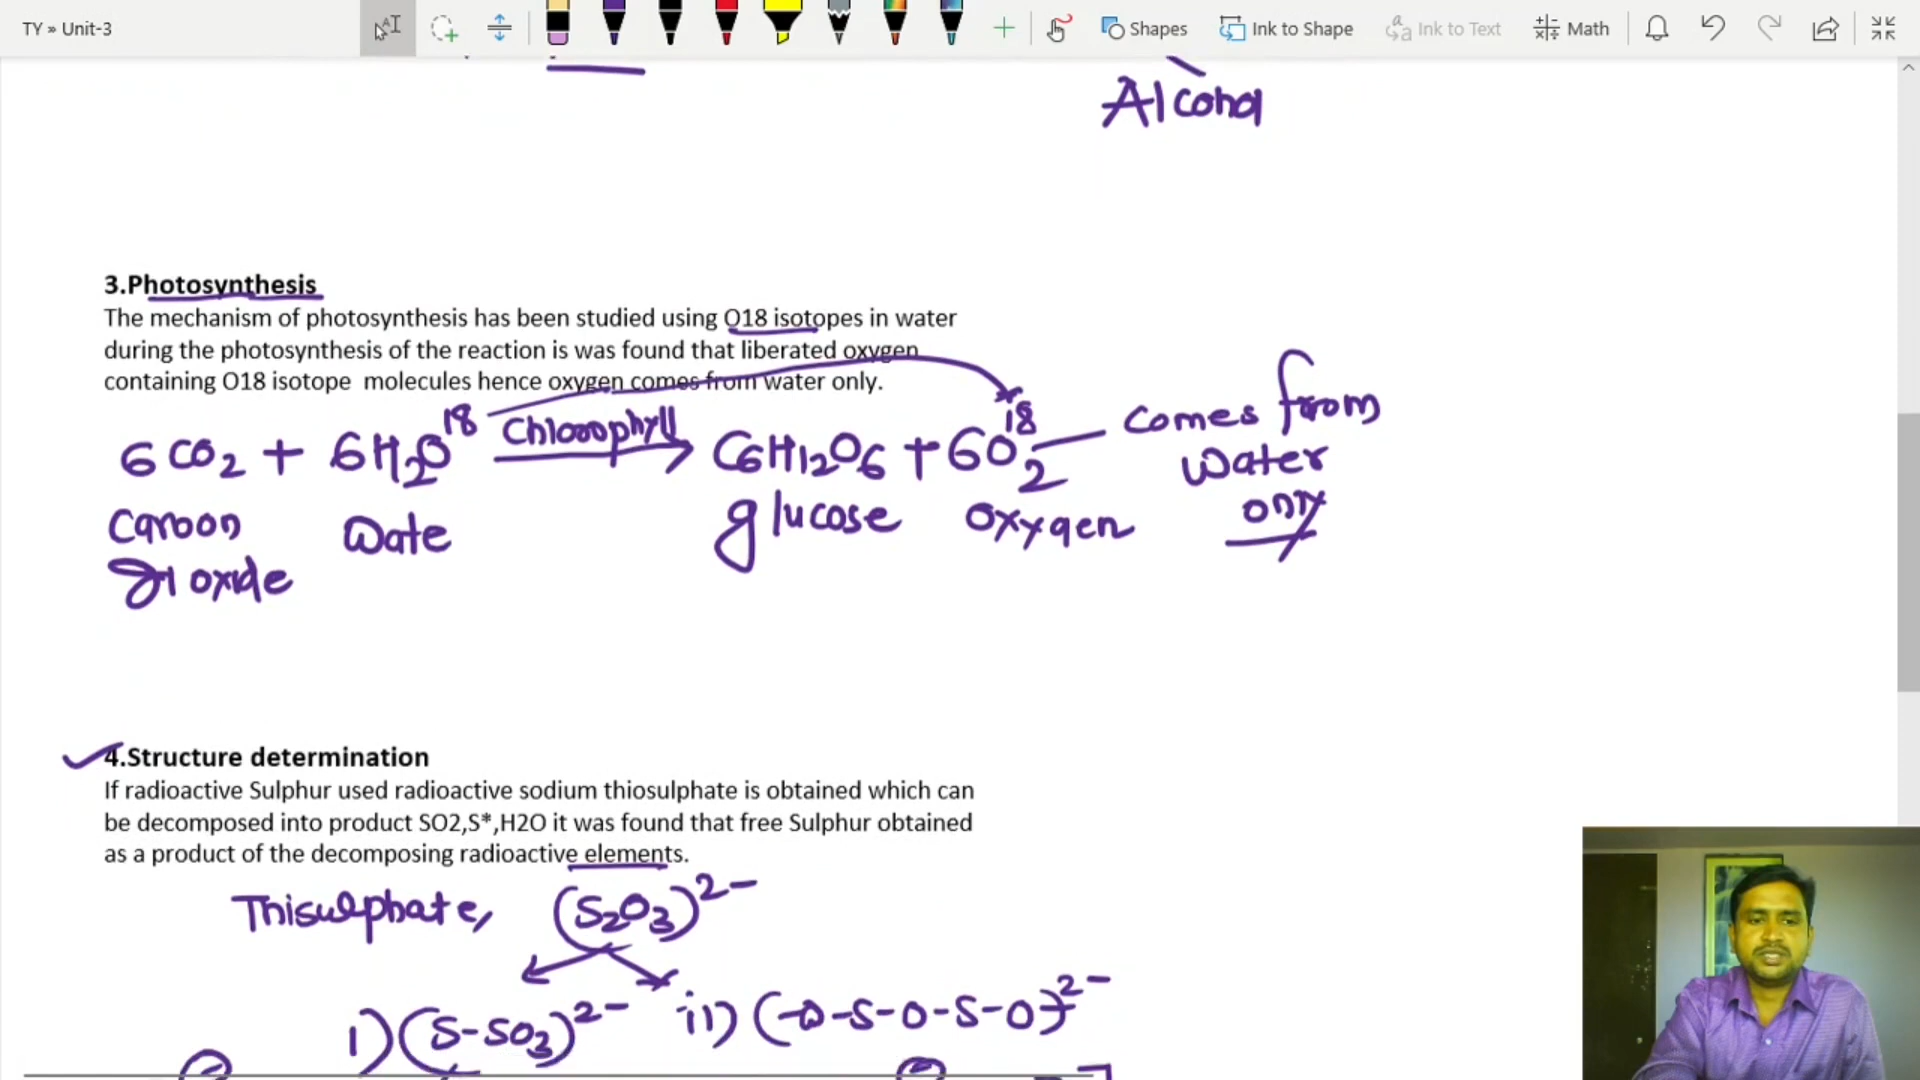 TY » Unit-3
Shapes
Ink to Shape
Ink to Text
Math
Alcohol
3.Photosynthesis
The mechanism of photosynthesis has been studied using O18 isotopes in water
during the photosynthesis of the reaction is was found that liberated oxygen
containing O18 isotope molecules hence oxygen comes from water only.
6CO2 + 6H2O18 Chlorophyll C6H12O6 + 6O218 comes from
Water
only
Carbon
Dioxide
Wate
glucose
oxygen
4.Structure determination
If radioactive Sulphur used radioactive sodium thiosulphate is obtained which can
be decomposed into product SO2,S*,H2O it was found that free Sulphur obtained
as a product of the decomposing radioactive elements.
Thisulphate, (S2O3)2-
i) (S-SO3)2- ii) (-O-S-O-S-O)2-